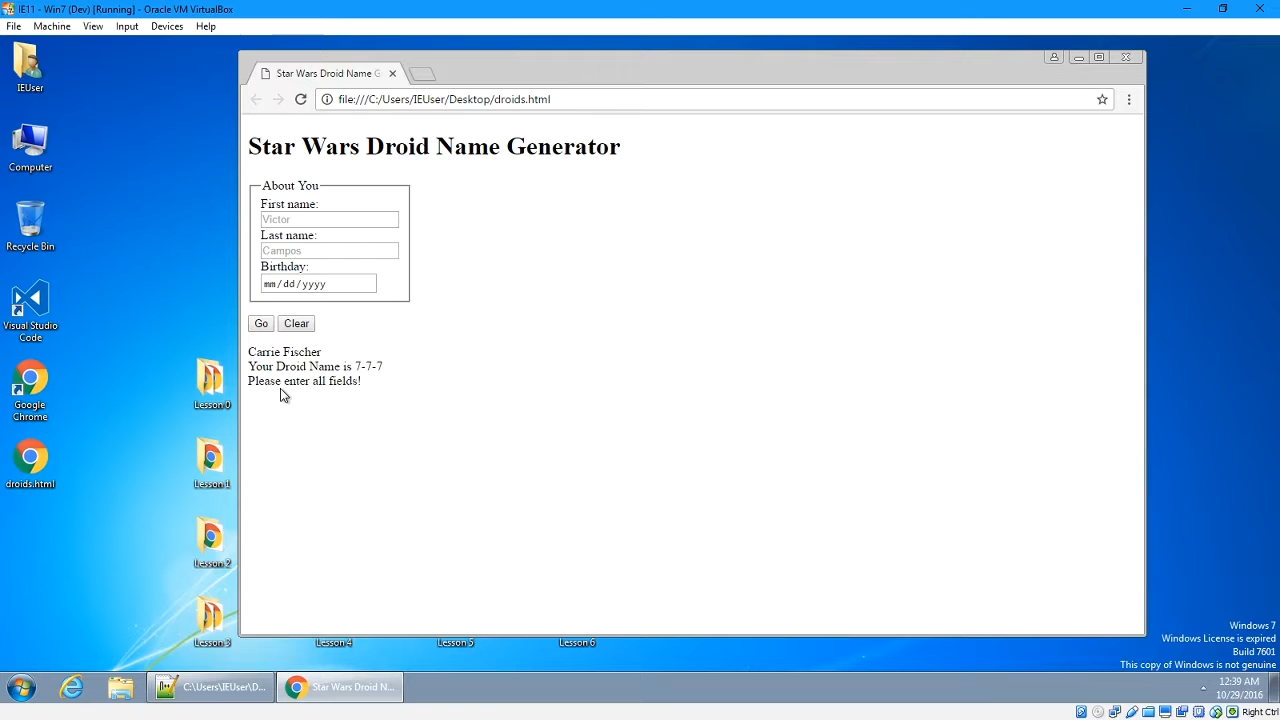 IE11 - Win7 (Dev) [Running] - Oracle VM VirtualBox
File Machine View Input Devices Help
IEUser
Computer
Recycle Bin
Visual Studio
Code
Google
Chrome
droids.html
Lesson 0
Lesson 1
Lesson 2
Lesson 3
Lesson 4
Lesson 5
Lesson 6
Star Wars Droid Name G
file:///C:/Users/IEUser/Desktop/droids.html
Star Wars Droid Name Generator
About You
First name:
Victor
Last name:
Campos
Birthday:
mm/dd/yyyy
Go Clear
Carrie Fischer
Your Droid Name is 7-7-7
Please enter all fields!
Windows 7
Windows License is expired
Build 7601
This copy of Windows is not genuine
C:\Users\IEUser\D...
Star Wars Droid N...
12:39 AM
10/29/2016
Right Ctrl